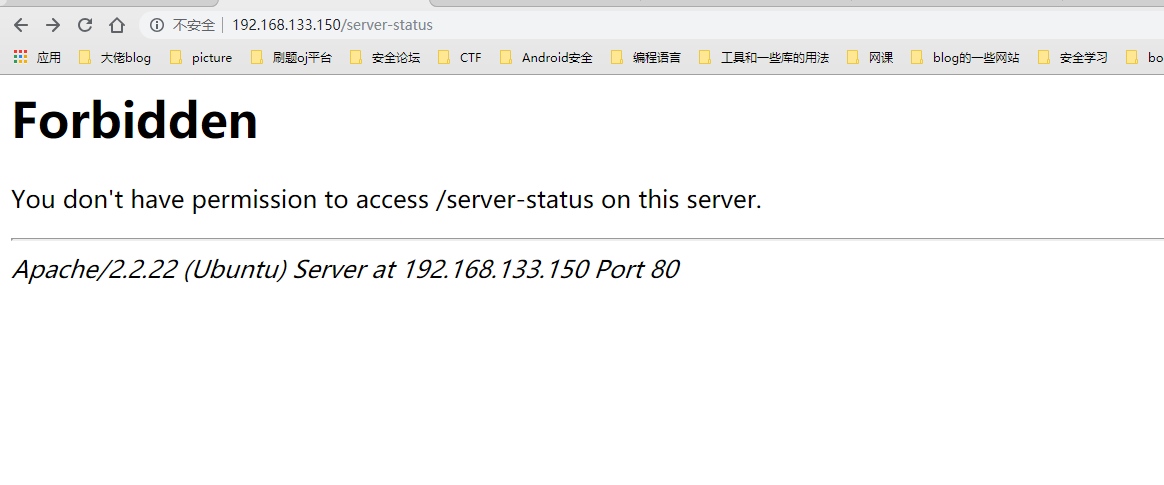 不安全 192.168.133.150/server-status
应用 大佬blog picture 刷题oj平台 安全论坛 CTF Android安全 编程语言 工具和一些库的用法 网课 blog的一些网站 安全学习 bo
Forbidden
You don't have permission to access /server-status on this server.
Apache/2.2.22 (Ubuntu) Server at 192.168.133.150 Port 80